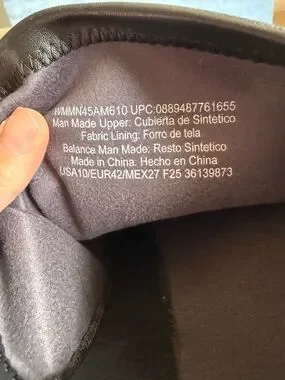 WMMN45AM610 UPC:0889487761655
Man Made Upper: Cubierta de Sintetico
Fabric Lining: Forro de tela
Balance Man Made: Resto Sintetico
Made in China: Hecho en China
USA10/EUR42/MEX27 F25 36139873